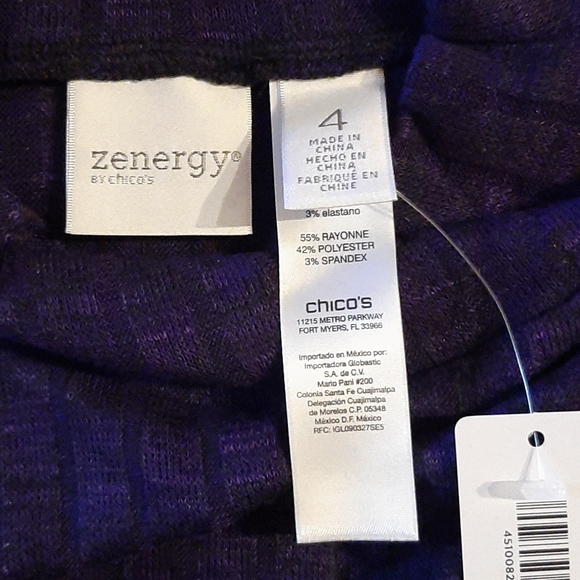 zenergy®
BY chico's
4
MADE IN
CHINA
HECHO EN
CHINA
FABRIQUÉ EN
CHINE
3% elastano
55% RAYONNE
42% POLYESTER
3% SPANDEX
chico's
11215 METRO PARKWAY
FORT MYERS, FL 33966
Importado en México por:
Importadora Globastic
S.A. de C.V.
Mario Pani #200
Colonia Santa Fe Cuajimalpa
Delegación Cuajimalpa
de Morelos C.P. 05348
México D.F. México
RFC: IGL090327SE5
4510082